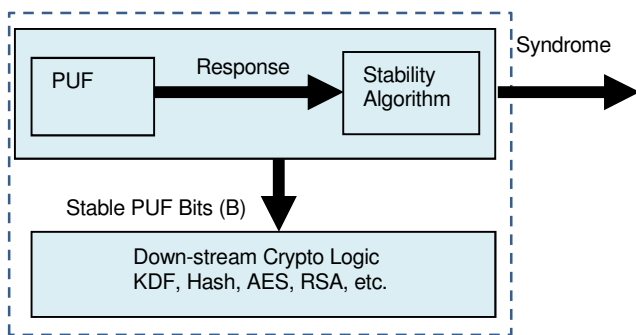 Syndrome
PUF
Response
Stability
Algorithm
Stable PUF Bits (B)
Down-stream Crypto Logic
KDF, Hash, AES, RSA, etc.